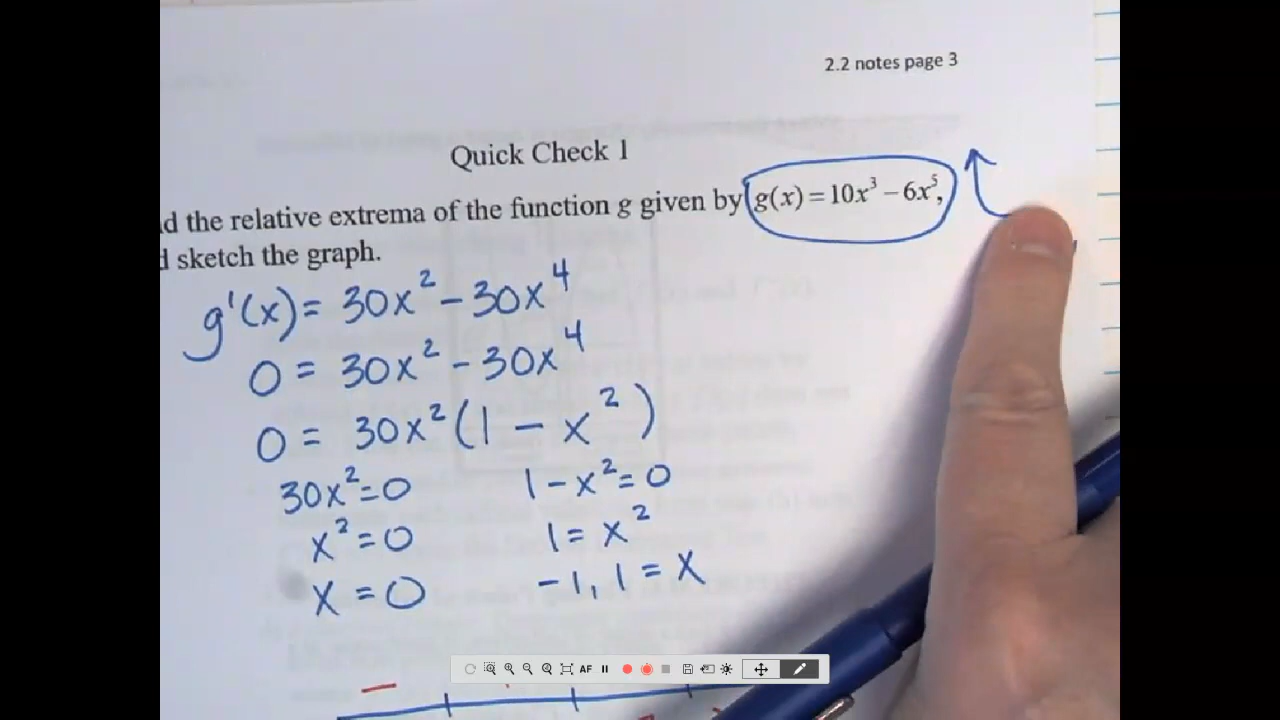 2.2 notes page 3
Quick Check 1
d the relative extrema of the function g given by g(x) = 10x³ − 6x⁵,
d sketch the graph.
g'(x) = 30x² − 30x⁴
0 = 30x² − 30x⁴
0 = 30x² (1 − x²)
30x² = 0 1 − x² = 0
x² = 0 1 = x²
x = 0 −1, 1 = x
AF